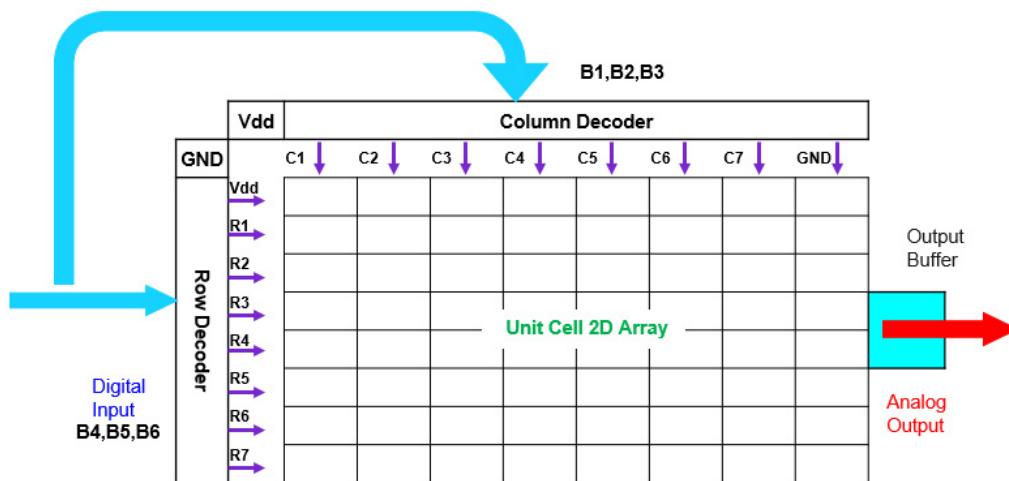 B1,B2,B3
Vdd
Column Decoder
GND
C1
C2
C3
C4
C5
C6
C7
GND
Vdd
R1
R2
R3
R4
R5
R6
R7
Row Decoder
Unit Cell 2D Array
Output
Buffer
Digital
Input
B4,B5,B6
Analog
Output